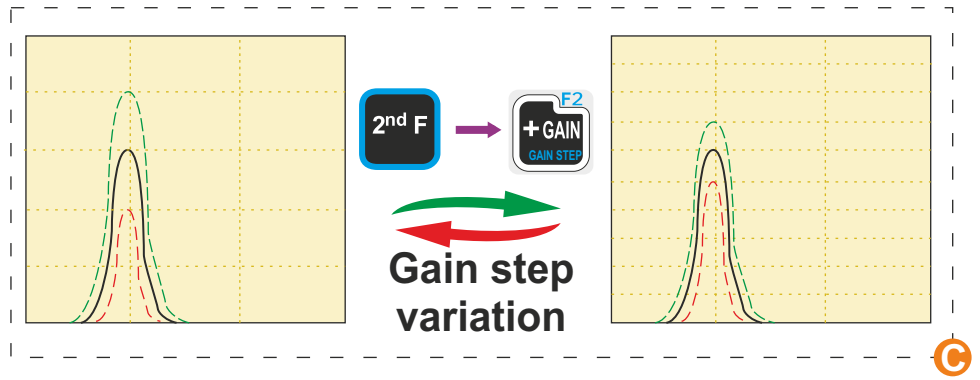 2nd F
F2
+ GAIN
GAIN STEP
Gain step
variation
C